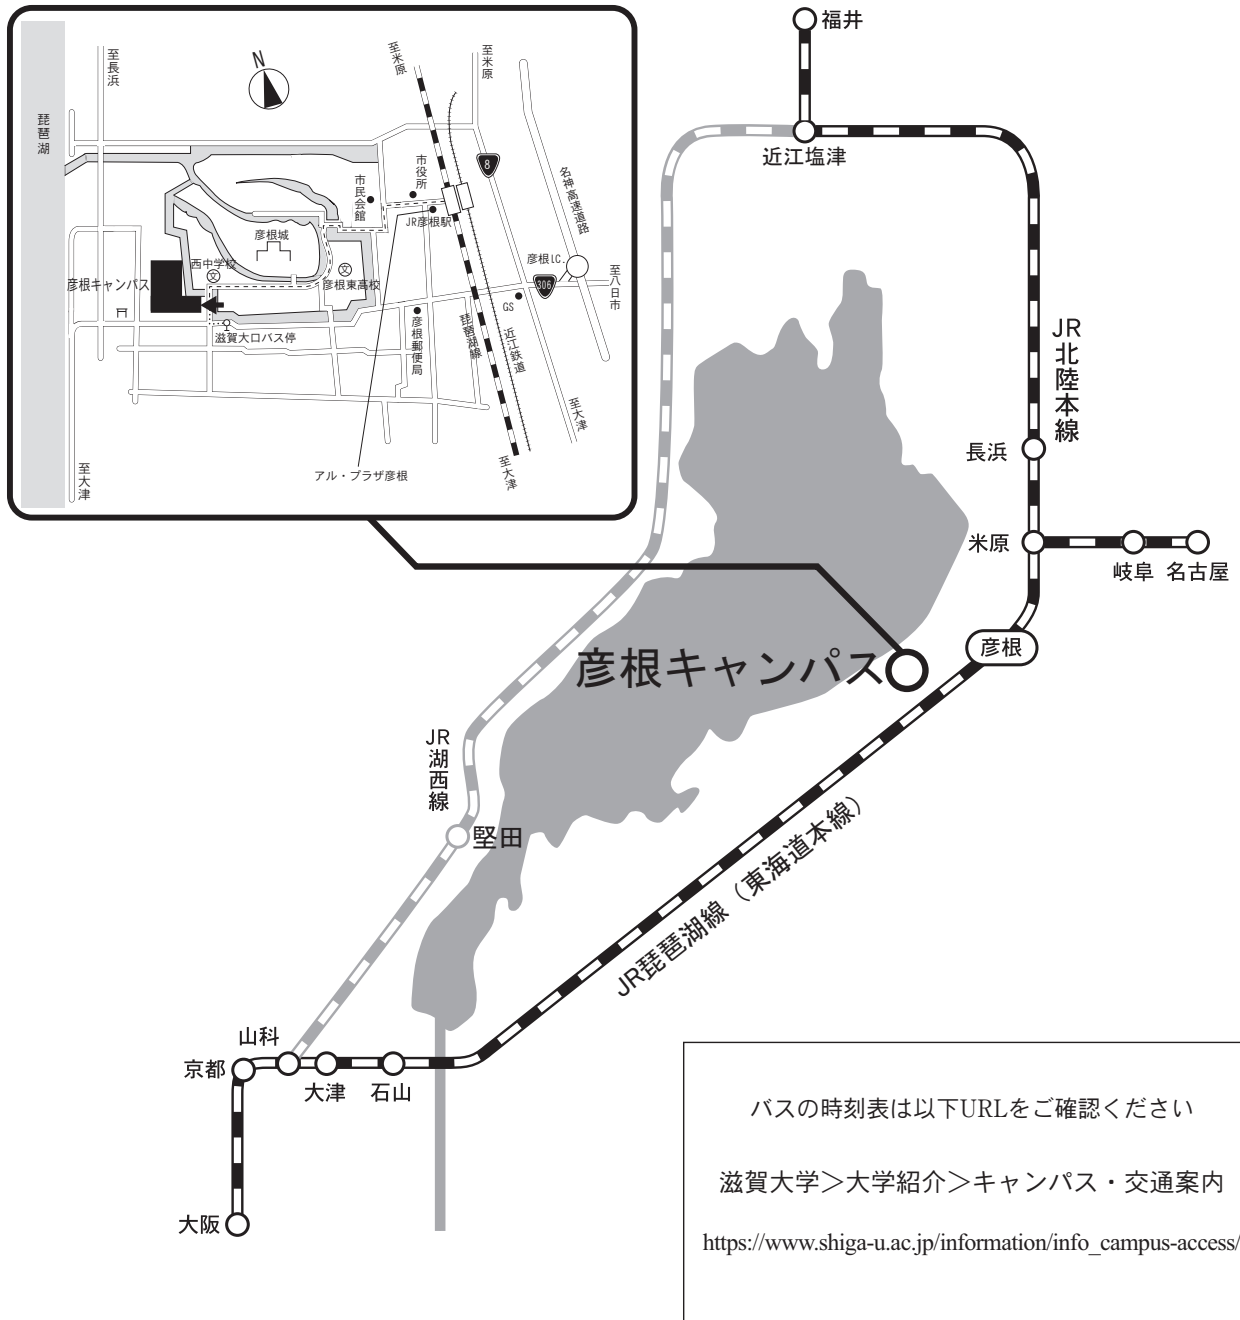 至長浜
N
至米原
至米原
琵琶湖
8
市役所
市民会館
名神高速道路
JR彦根駅
彦根城
彦根I.C.
西中学校
文
文
至八日市
彦根キャンパス
彦根東高校
306
GS
滋賀大口バス停
彦根郵便局
琵琶湖線
近江鉄道
至大津
至大津
至大津
アル・プラザ彦根
福井
近江塩津
JR北陸本線
長浜
米原
岐阜
名古屋
彦根
彦根キャンパス
JR湖西線
堅田
JR琵琶湖線（東海道本線）
山科
京都
大津
石山
大阪
バスの時刻表は以下URLをご確認ください
滋賀大学＞大学紹介＞キャンパス・交通案内
https://www.shiga-u.ac.jp/information/info_campus-access/